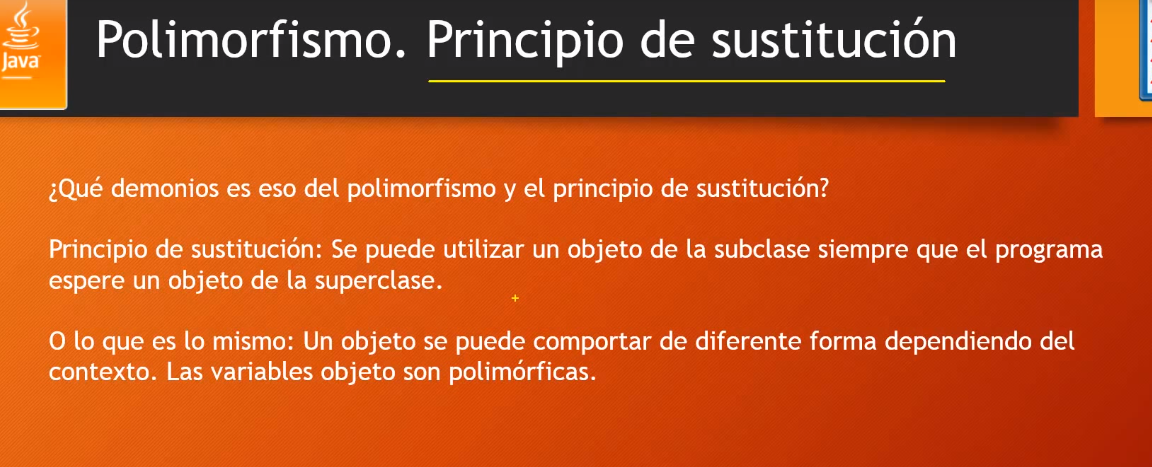 Java
Polimorfismo. Principio de sustitución
¿Qué demonios es eso del polimorfismo y el principio de sustitución?
Principio de sustitución: Se puede utilizar un objeto de la subclase siempre que el programa
espere un objeto de la superclase.
O lo que es lo mismo: Un objeto se puede comportar de diferente forma dependiendo del
contexto. Las variables objeto son polimórficas.